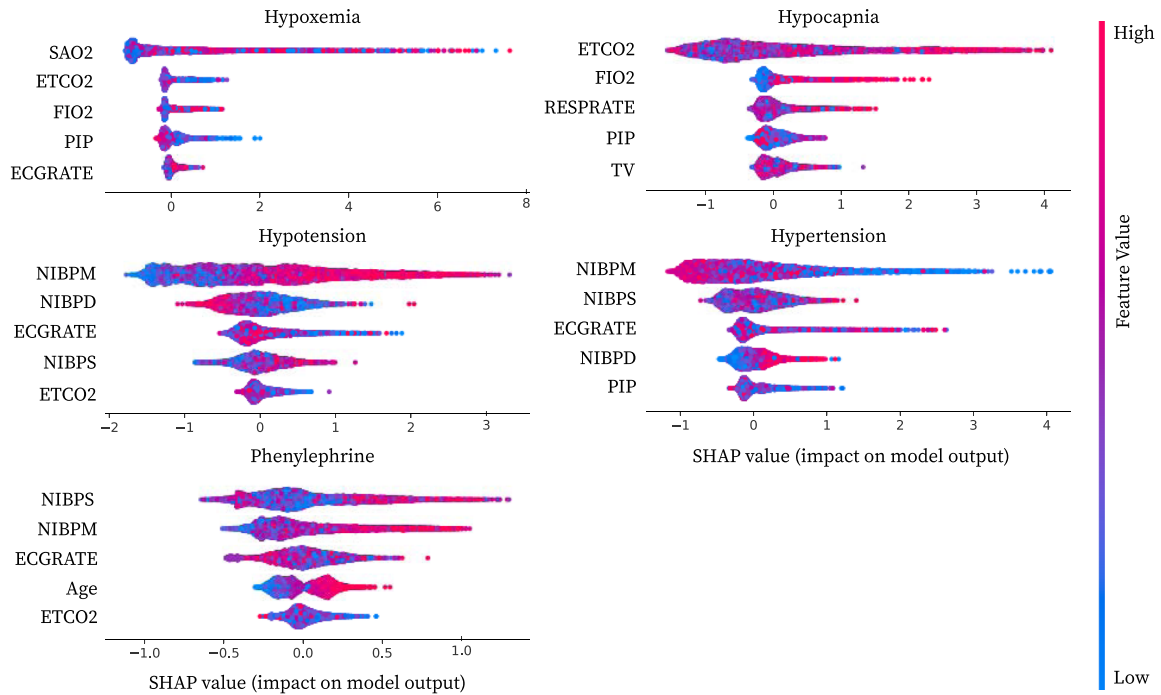 Hypoxemia
SAO2
ETCO2
FIO2
PIP
ECGRATE
0 2 4 6 8
Hypocapnia
ETCO2
FIO2
RESPRATE
PIP
TV
−1 0 1 2 3 4
Hypotension
NIBPM
NIBPD
ECGRATE
NIBPS
ETCO2
−2 −1 0 1 2 3
Hypertension
NIBPM
NIBPS
ECGRATE
NIBPD
PIP
−1 0 1 2 3 4
SHAP value (impact on model output)
Phenylephrine
NIBPS
NIBPM
ECGRATE
Age
ETCO2
−1.0 −0.5 0.0 0.5 1.0
SHAP value (impact on model output)
High
Feature Value
Low